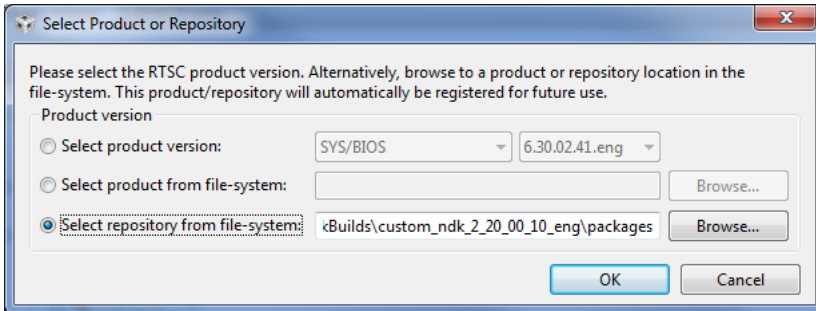 Select Product or Repository
Please select the RTSC product version. Alternatively, browse to a product or repository location in the
file-system. This product/repository will automatically be registered for future use.
Product version
Select product version: SYS/BIOS 6.30.02.41.eng
Select product from file-system: Browse...
Select repository from file-system: kBuilds\custom_ndk_2_20_00_10_eng\packages Browse...
OK Cancel